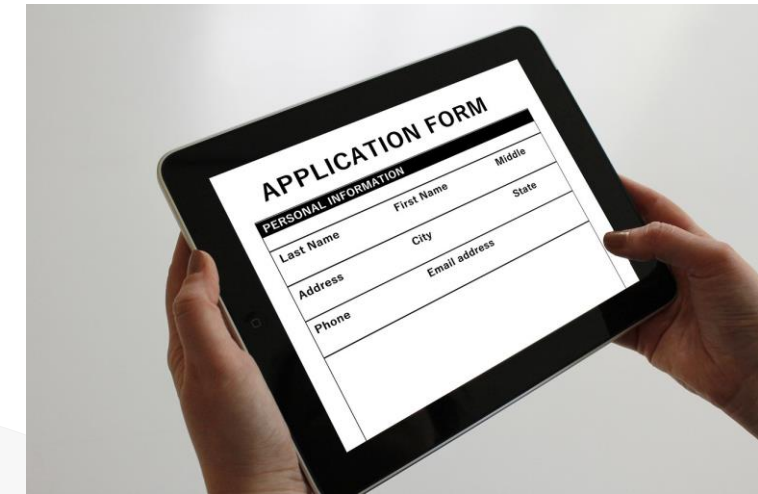 APPLICATION FORM
PERSONAL INFORMATION
Last Name First Name Middle
Address City State
Phone Email address